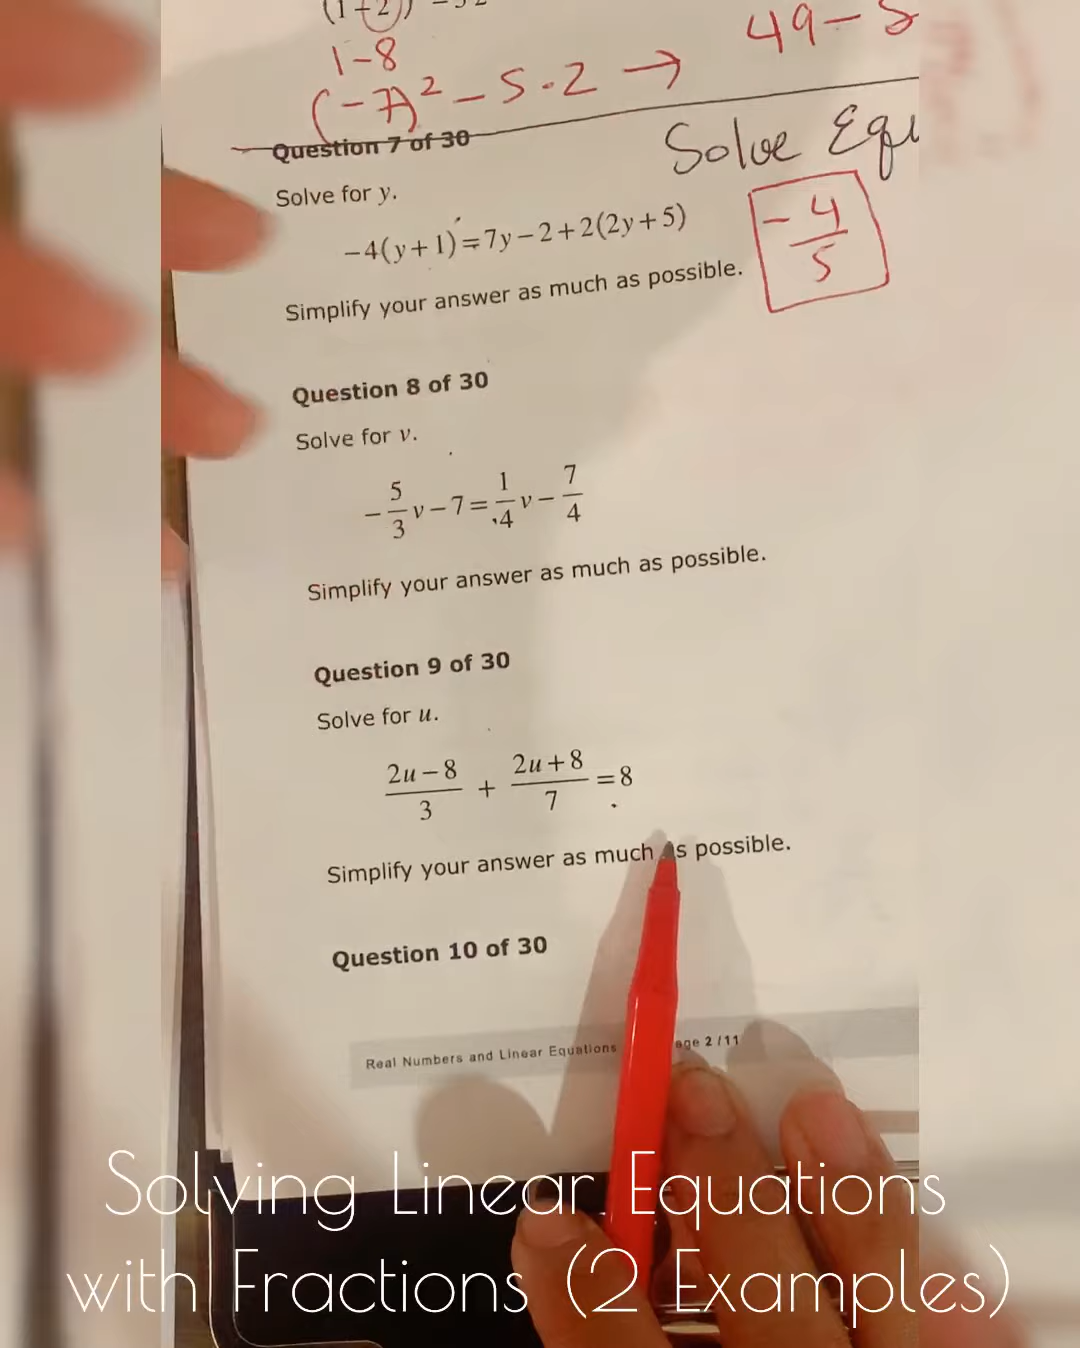 1-8
(-7)² - 5·2 → 49 - 5
Question 7 of 30
Solve Equ
Solve for y.
-4(y+1)=7y-2+2(2y+5)
- 4/5
Simplify your answer as much as possible.
Question 8 of 30
Solve for v.
-5/3 v-7=1/4 v-7/4
Simplify your answer as much as possible.
Question 9 of 30
Solve for u.
2u-8/3 + 2u+8/7 =8
Simplify your answer as much as possible.
Question 10 of 30
Real Numbers and Linear Equations age 2 / 11
Solving Linear Equations
with Fractions (2 Examples)